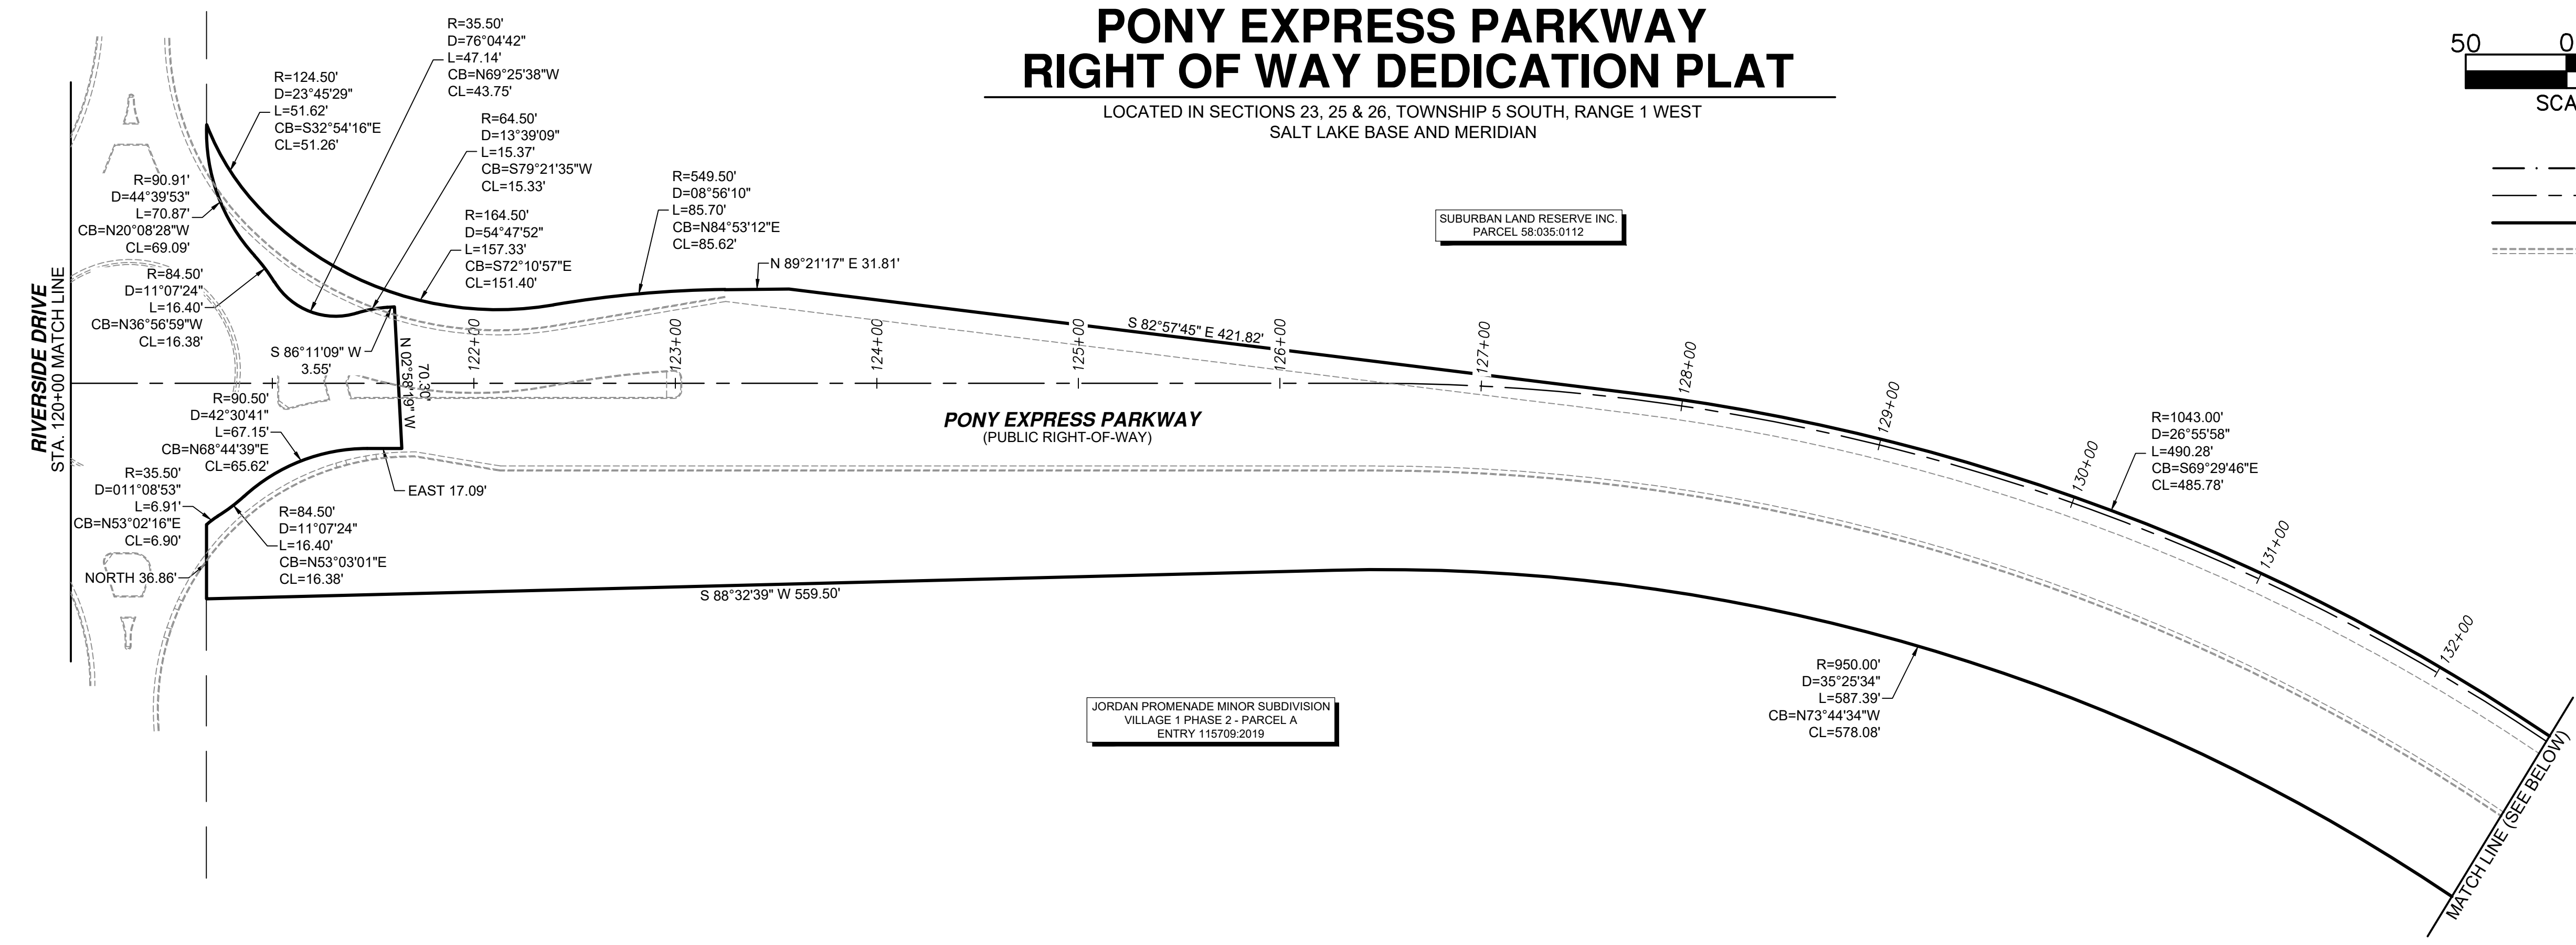 PONY EXPRESS PARKWAY
RIGHT OF WAY DEDICATION PLAT
LOCATED IN SECTIONS 23, 25 & 26, TOWNSHIP 5 SOUTH, RANGE 1 WEST
SALT LAKE BASE AND MERIDIAN
50
0
SCA
R=35.50'
D=76°04'42"
L=47.14'
CB=N69°25'38"W
CL=43.75'
R=124.50'
D=23°45'29"
L=51.62'
CB=S32°54'16"E
CL=51.26'
R=64.50'
D=13°39'09"
L=15.37'
CB=S79°21'35"W
CL=15.33'
R=90.91'
D=44°39'53"
L=70.87'
CB=N20°08'28"W
CL=69.09'
R=164.50'
D=54°47'52"
L=157.33'
CB=S72°10'57"E
CL=151.40'
R=549.50'
D=08°56'10"
L=85.70'
CB=N84°53'12"E
CL=85.62'
N 89°21'17" E 31.81'
SUBURBAN LAND RESERVE INC.
PARCEL 58:035:0112
R=84.50'
D=11°07'24"
L=16.40'
CB=N36°56'59"W
CL=16.38'
RIVERSIDE DRIVE
STA. 120+00 MATCH LINE
S 86°11'09" W
3.55'
N 02°58'19" W
70.30'
122+00
123+00
124+00
125+00
126+00
127+00
128+00
129+00
130+00
131+00
132+00
S 82°57'45" E 421.82'
PONY EXPRESS PARKWAY
(PUBLIC RIGHT-OF-WAY)
R=90.50'
D=42°30'41"
L=67.15'
CB=N68°44'39"E
CL=65.62'
R=35.50'
D=011°08'53"
L=6.91'
CB=N53°02'16"E
CL=6.90'
EAST 17.09'
R=84.50'
D=11°07'24"
L=16.40'
CB=N53°03'01"E
CL=16.38'
NORTH 36.86'
S 88°32'39" W 559.50'
R=1043.00'
D=26°55'58"
L=490.28'
CB=S69°29'46"E
CL=485.78'
R=950.00'
D=35°25'34"
L=587.39'
CB=N73°44'34"W
CL=578.08'
JORDAN PROMENADE MINOR SUBDIVISION
VILLAGE 1 PHASE 2 - PARCEL A
ENTRY 115709:2019
MATCH LINE (SEE BELOW)